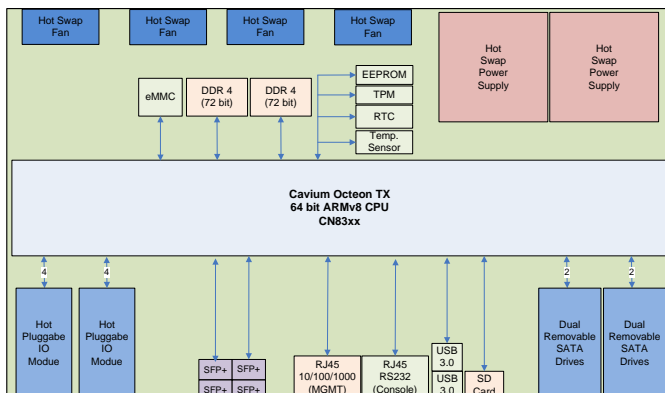 Hot Swap
Fan
Hot Swap
Fan
Hot Swap
Fan
Hot Swap
Fan
Hot
Swap
Power
Supply
Hot
Swap
Power
Supply
eMMC
DDR 4
(72 bit)
DDR 4
(72 bit)
EEPROM
TPM
RTC
Temp.
Sensor
Cavium Octeon TX
64 bit ARMv8 CPU
CN83xx
4
4
2
2
Hot
Pluggabe
IO
Modue
Hot
Pluggabe
IO
Modue
SFP+
SFP+
SFP+
SFP+
RJ45
10/100/1000
(MGMT)
RJ45
RS232
(Console)
USB
3.0
USB
3.0
SD
Card
Dual
Removable
SATA
Drives
Dual
Removable
SATA
Drives